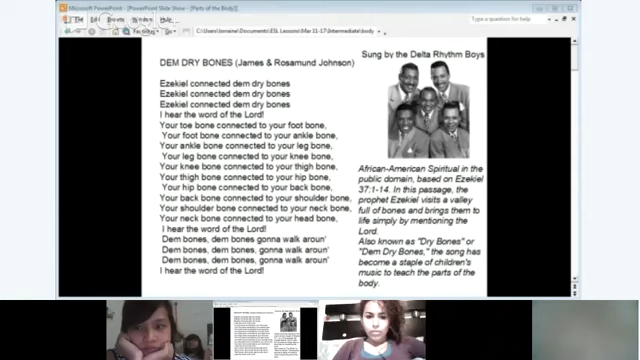 Microsoft PowerPoint - [PowerPoint Slide Show - (Parts of the Body)]
File Edit Browse Window Help
Type a question for help
Back
Favorites
C:\Users\lorraine\Documents\ESL Lessons\Mar 11-17\Intermediate\body
Sung by the Delta Rhythm Boys
DEM DRY BONES (James & Rosamund Johnson)
Ezekiel connected dem dry bones
Ezekiel connected dem dry bones
Ezekiel connected dem dry bones
I hear the word of the Lord!
Your toe bone connected to your foot bone,
Your foot bone connected to your ankle bone,
Your ankle bone connected to your leg bone,
Your leg bone connected to your knee bone,
Your knee bone connected to your thigh bone,
Your thigh bone connected to your hip bone,
Your hip bone connected to your back bone,
Your back bone connected to your shoulder bone,
Your shoulder bone connected to your neck bone,
Your neck bone connected to your head bone,
I hear the word of the Lord!
Dem bones, dem bones gonna walk aroun'
Dem bones, dem bones, gonna walk aroun'
Dem bones, dem bones, gonna walk aroun'
I hear the word of the Lord!
African-American Spiritual in the
public domain, based on Ezekiel
37:1-14. In this passage, the
prophet Ezekiel visits a valley
full of bones and brings them to
life simply by mentioning the
Lord.
Also known as "Dry Bones" or
"Dem Dry Bones," the song has
become a staple of children's
music to teach the parts of the
body.